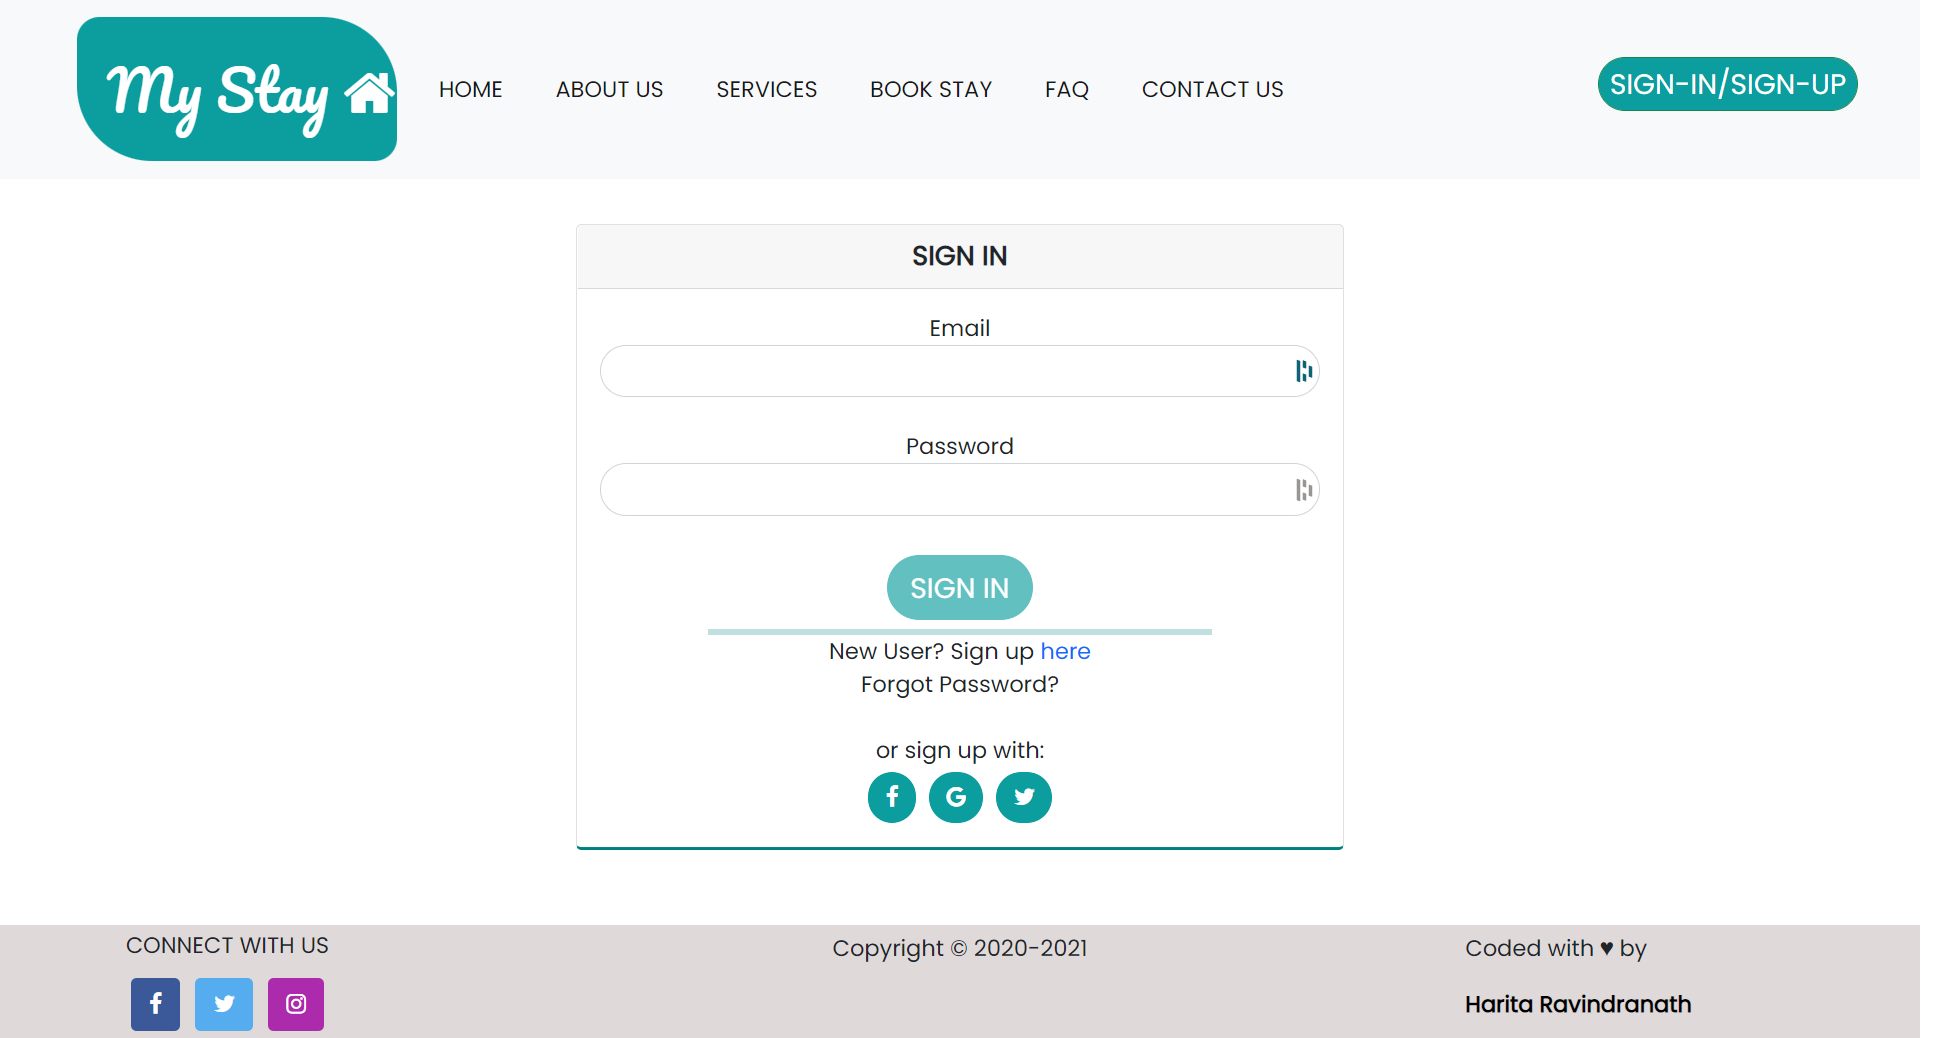 My Stay
HOME ABOUT US SERVICES BOOK STAY FAQ CONTACT US
SIGN-IN/SIGN-UP
SIGN IN
Email
Password
SIGN IN
New User? Sign up here
Forgot Password?
or sign up with:
CONNECT WITH US
Copyright © 2020-2021
Coded with ♥ by
Harita Ravindranath